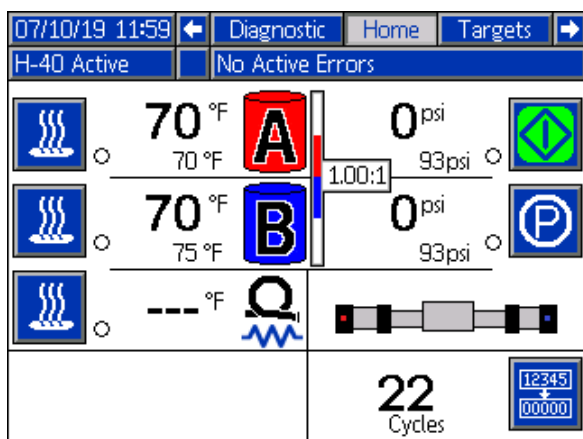 07/10/19 11:59 Diagnostic Home Targets
H-40 Active No Active Errors
70 °F A 0 psi
70 °F 93psi
1.00:1
70 °F B 0 psi
75 °F 93psi
P
--- °F
22
Cycles
12345
00000